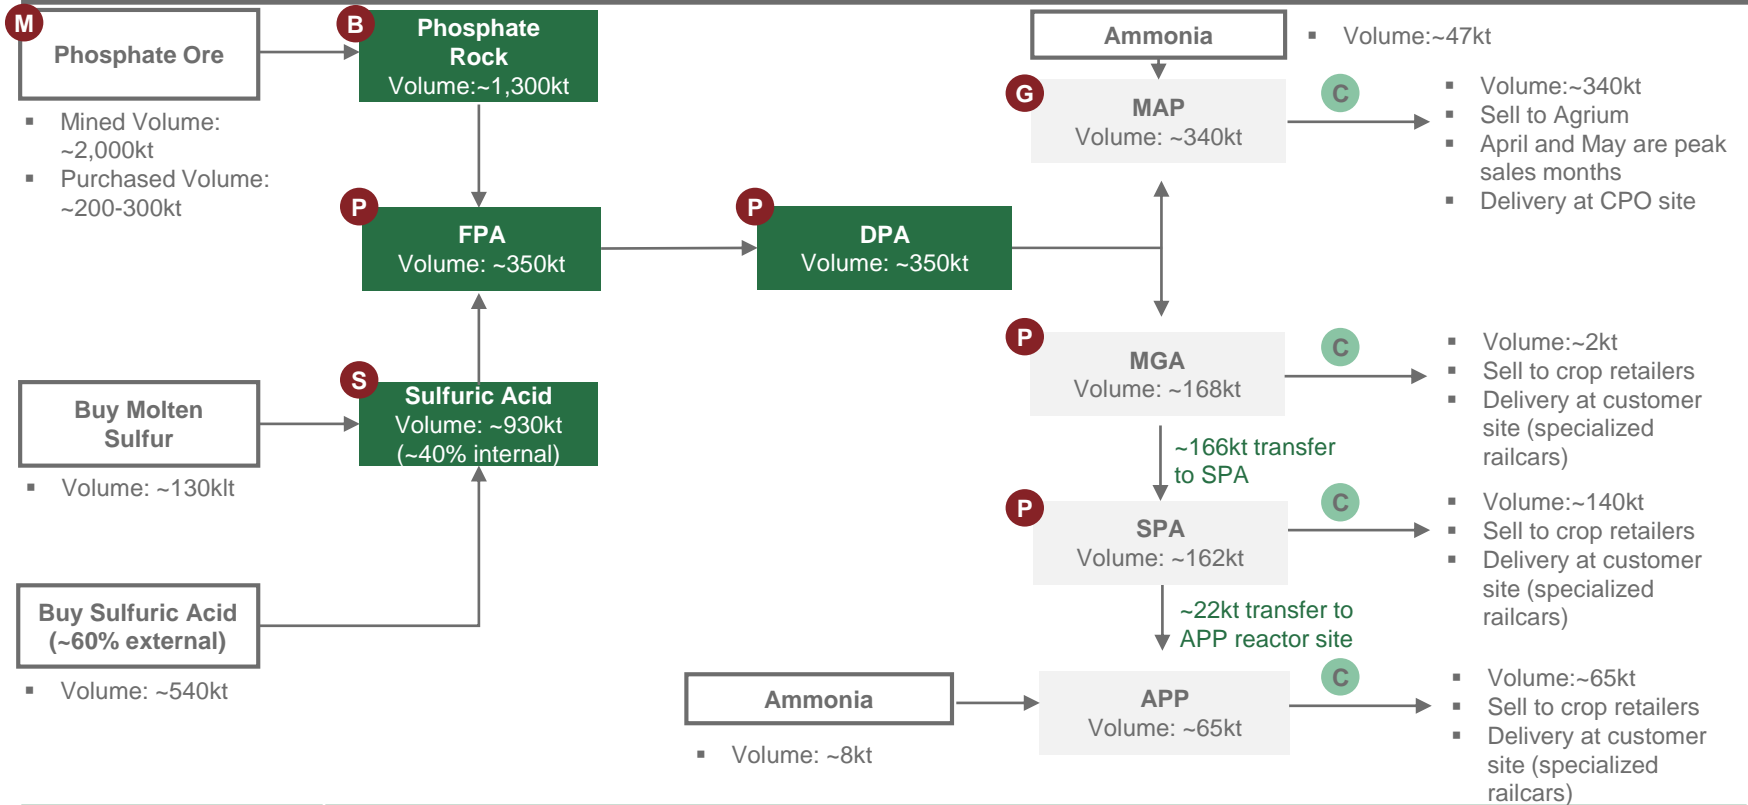 M
Phosphate Ore
▪ Mined Volume:
~2,000kt
▪ Purchased Volume:
~200-300kt
B
Phosphate
Rock
Volume:~1,300kt
P
FPA
Volume: ~350kt
P
DPA
Volume: ~350kt
Buy Molten
Sulfur
▪ Volume: ~130klt
S
Sulfuric Acid
Volume: ~930kt
(~40% internal)
Buy Sulfuric Acid
(~60% external)
▪ Volume: ~540kt
Ammonia
▪ Volume:~47kt
G
MAP
Volume: ~340kt
C
▪ Volume:~340kt
▪ Sell to Agrium
▪ April and May are peak
sales months
▪ Delivery at CPO site
P
MGA
Volume: ~168kt
C
▪ Volume:~2kt
▪ Sell to crop retailers
▪ Delivery at customer
site (specialized
railcars)
~166kt transfer
to SPA
P
SPA
Volume: ~162kt
C
▪ Volume:~140kt
▪ Sell to crop retailers
▪ Delivery at customer
site (specialized
railcars)
~22kt transfer to
APP reactor site
Ammonia
▪ Volume: ~8kt
APP
Volume: ~65kt
C
▪ Volume:~65kt
▪ Sell to crop retailers
▪ Delivery at customer
site (specialized
railcars)